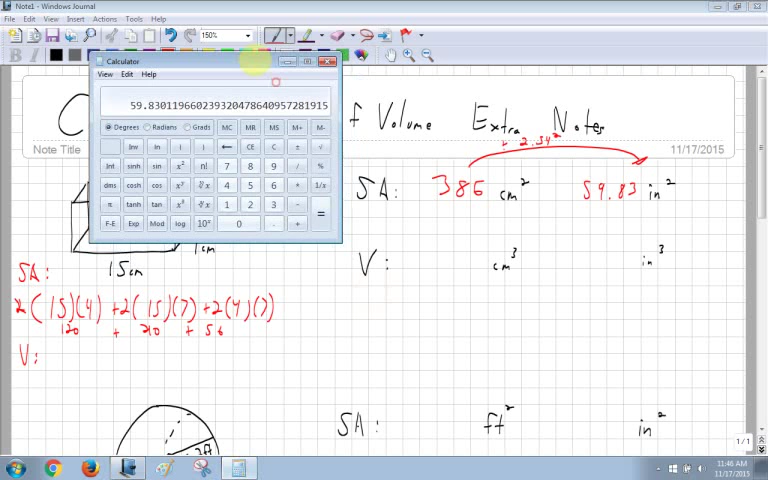 Note1 - Windows Journal
File Edit View Insert Actions Tools Help
150%
B I
Calculator
View Edit Help
59.830119660239320478640957281915
Degrees Radians Grads MC MR MS M+ M-
Inv ln ( ) ← CE C ± √
Int sinh sin x² n! 7 8 9 / %
dms cosh cos xʸ ʸ√x 4 5 6 * 1/x
π tanh tan x³ ³√x 1 2 3 - =
F-E Exp Mod log 10ˣ 0 . +
f Volume Extra Notes
Note Title
11/17/2015
÷ 2.54²
SA: 386 cm² 59.83 in²
15cm
V: cm³ in³
SA:
2(15)(4) + 2(15)(7) + 2(4)(7)
120 + 210 + 56
V:
SA: ft² in²
1 / 1
11:46 AM
11/17/2015